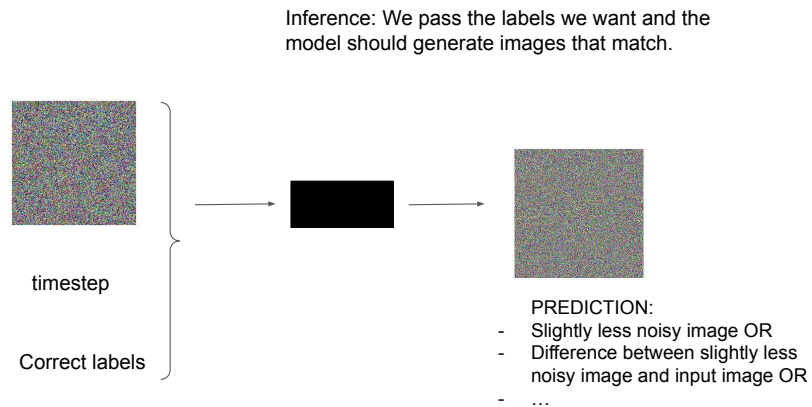 Inference: We pass the labels we want and the
model should generate images that match.
timestep
Correct labels
PREDICTION:
- Slightly less noisy image OR
- Difference between slightly less
noisy image and input image OR
- ...